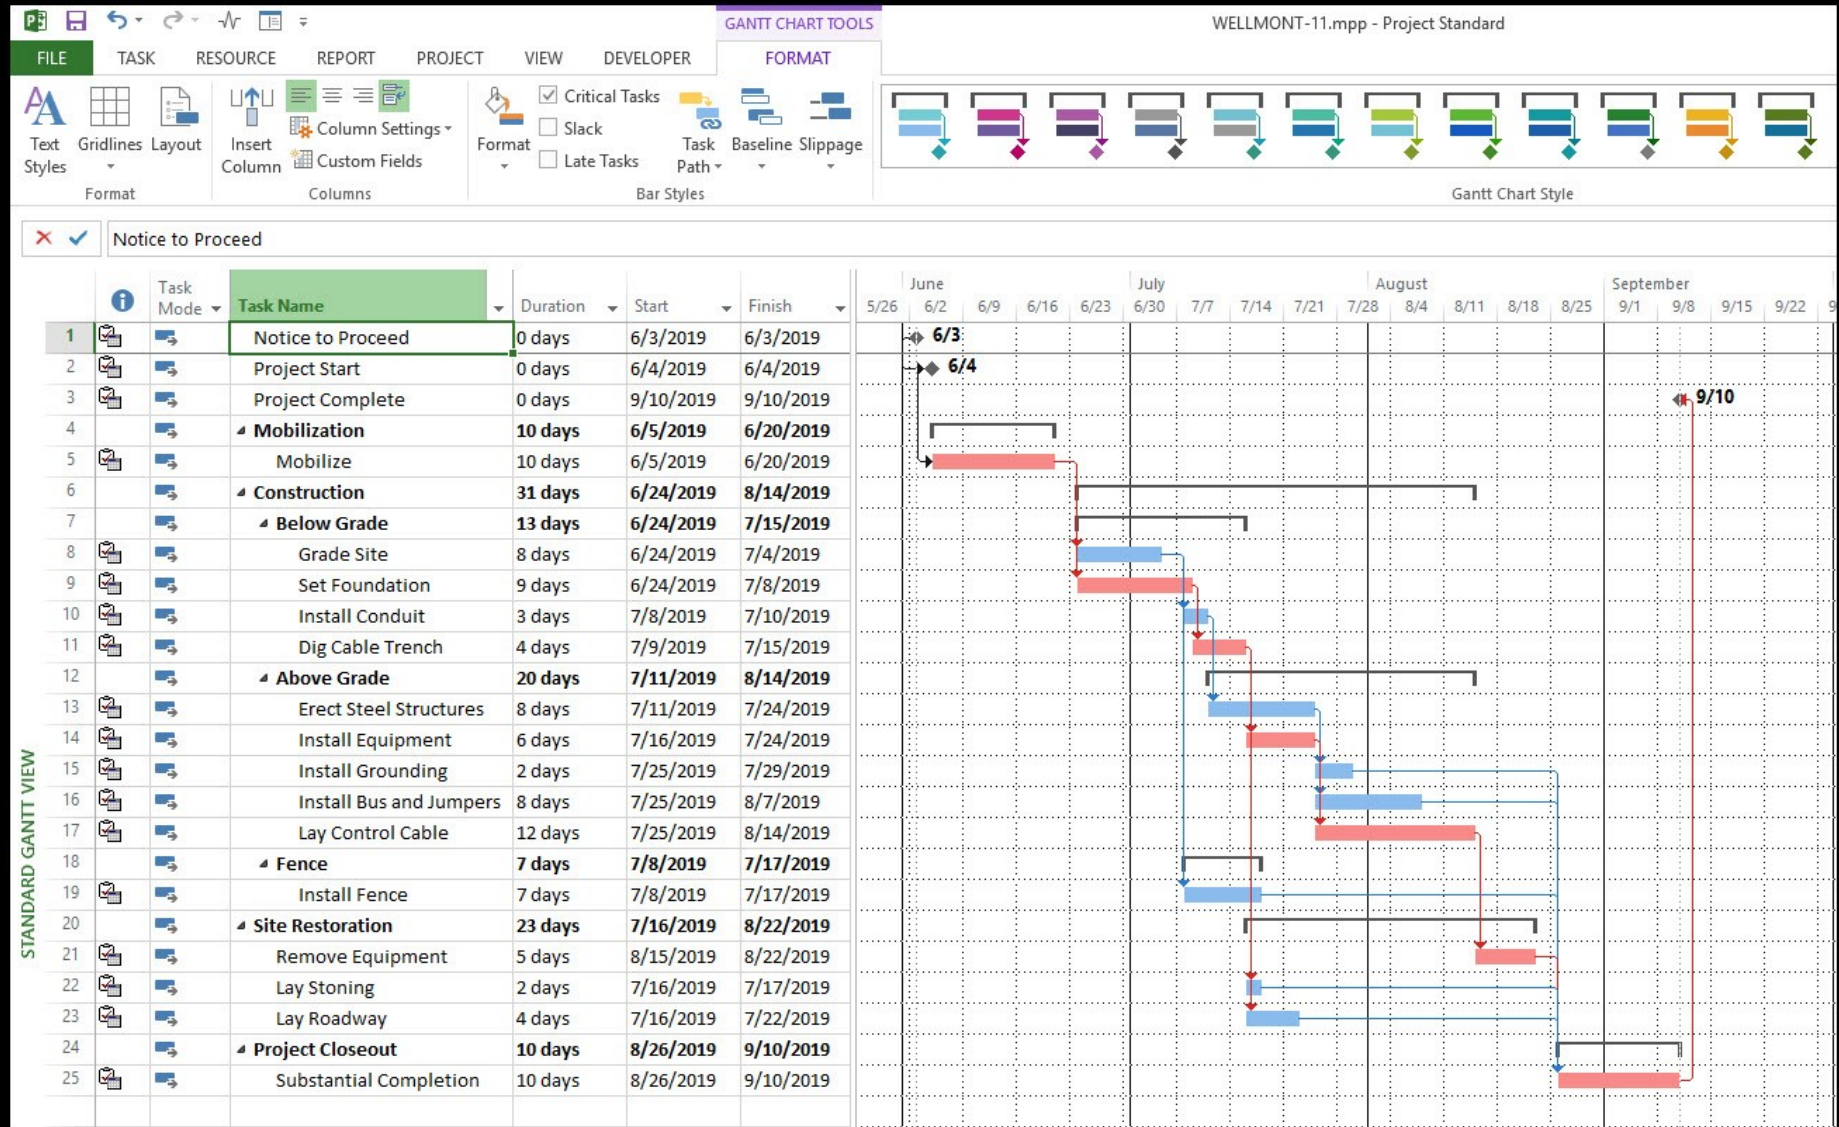 GANTT CHART TOOLS WELLMONT-11.mpp - Project Standard
FILE TASK RESOURCE REPORT PROJECT VIEW DEVELOPER FORMAT
Text Styles Gridlines Layout
Format
Insert Column Column Settings Custom Fields
Columns
Format Critical Tasks Slack Late Tasks Task Path Baseline Slippage
Bar Styles
Gantt Chart Style
Notice to Proceed
Task Mode Task Name Duration Start Finish
June July August September
5/26 6/2 6/9 6/16 6/23 6/30 7/7 7/14 7/21 7/28 8/4 8/11 8/18 8/25 9/1 9/8 9/15 9/22 9
1 Notice to Proceed 0 days 6/3/2019 6/3/2019 6/3
2 Project Start 0 days 6/4/2019 6/4/2019 6/4
3 Project Complete 0 days 9/10/2019 9/10/2019 9/10
4 Mobilization 10 days 6/5/2019 6/20/2019
5 Mobilize 10 days 6/5/2019 6/20/2019
6 Construction 31 days 6/24/2019 8/14/2019
7 Below Grade 13 days 6/24/2019 7/15/2019
8 Grade Site 8 days 6/24/2019 7/4/2019
9 Set Foundation 9 days 6/24/2019 7/8/2019
10 Install Conduit 3 days 7/8/2019 7/10/2019
11 Dig Cable Trench 4 days 7/9/2019 7/15/2019
12 Above Grade 20 days 7/11/2019 8/14/2019
13 Erect Steel Structures 8 days 7/11/2019 7/24/2019
14 Install Equipment 6 days 7/16/2019 7/24/2019
15 Install Grounding 2 days 7/25/2019 7/29/2019
16 Install Bus and Jumpers 8 days 7/25/2019 8/7/2019
17 Lay Control Cable 12 days 7/25/2019 8/14/2019
18 Fence 7 days 7/8/2019 7/17/2019
19 Install Fence 7 days 7/8/2019 7/17/2019
20 Site Restoration 23 days 7/16/2019 8/22/2019
21 Remove Equipment 5 days 8/15/2019 8/22/2019
22 Lay Stoning 2 days 7/16/2019 7/17/2019
23 Lay Roadway 4 days 7/16/2019 7/22/2019
24 Project Closeout 10 days 8/26/2019 9/10/2019
25 Substantial Completion 10 days 8/26/2019 9/10/2019
STANDARD GANTT VIEW